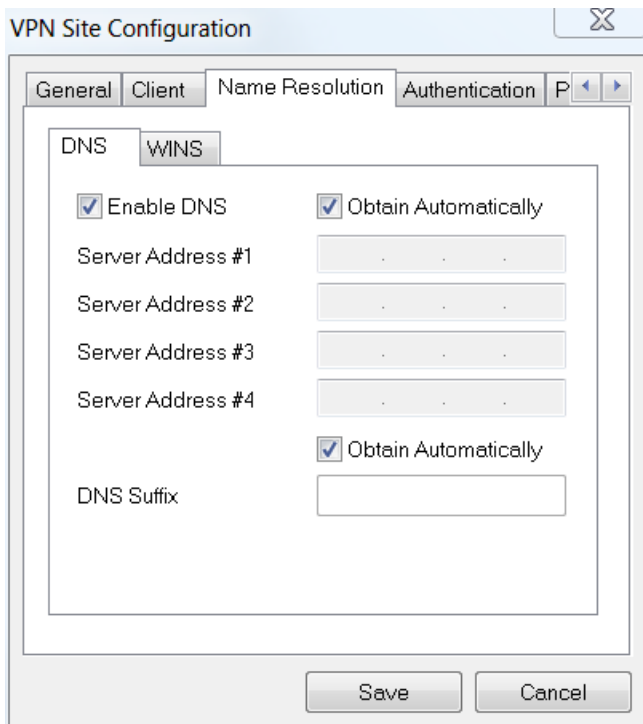 VPN Site Configuration
General Client Name Resolution Authentication P
DNS WINS
Enable DNS Obtain Automatically
Server Address #1
Server Address #2
Server Address #3
Server Address #4
Obtain Automatically
DNS Suffix
Save Cancel